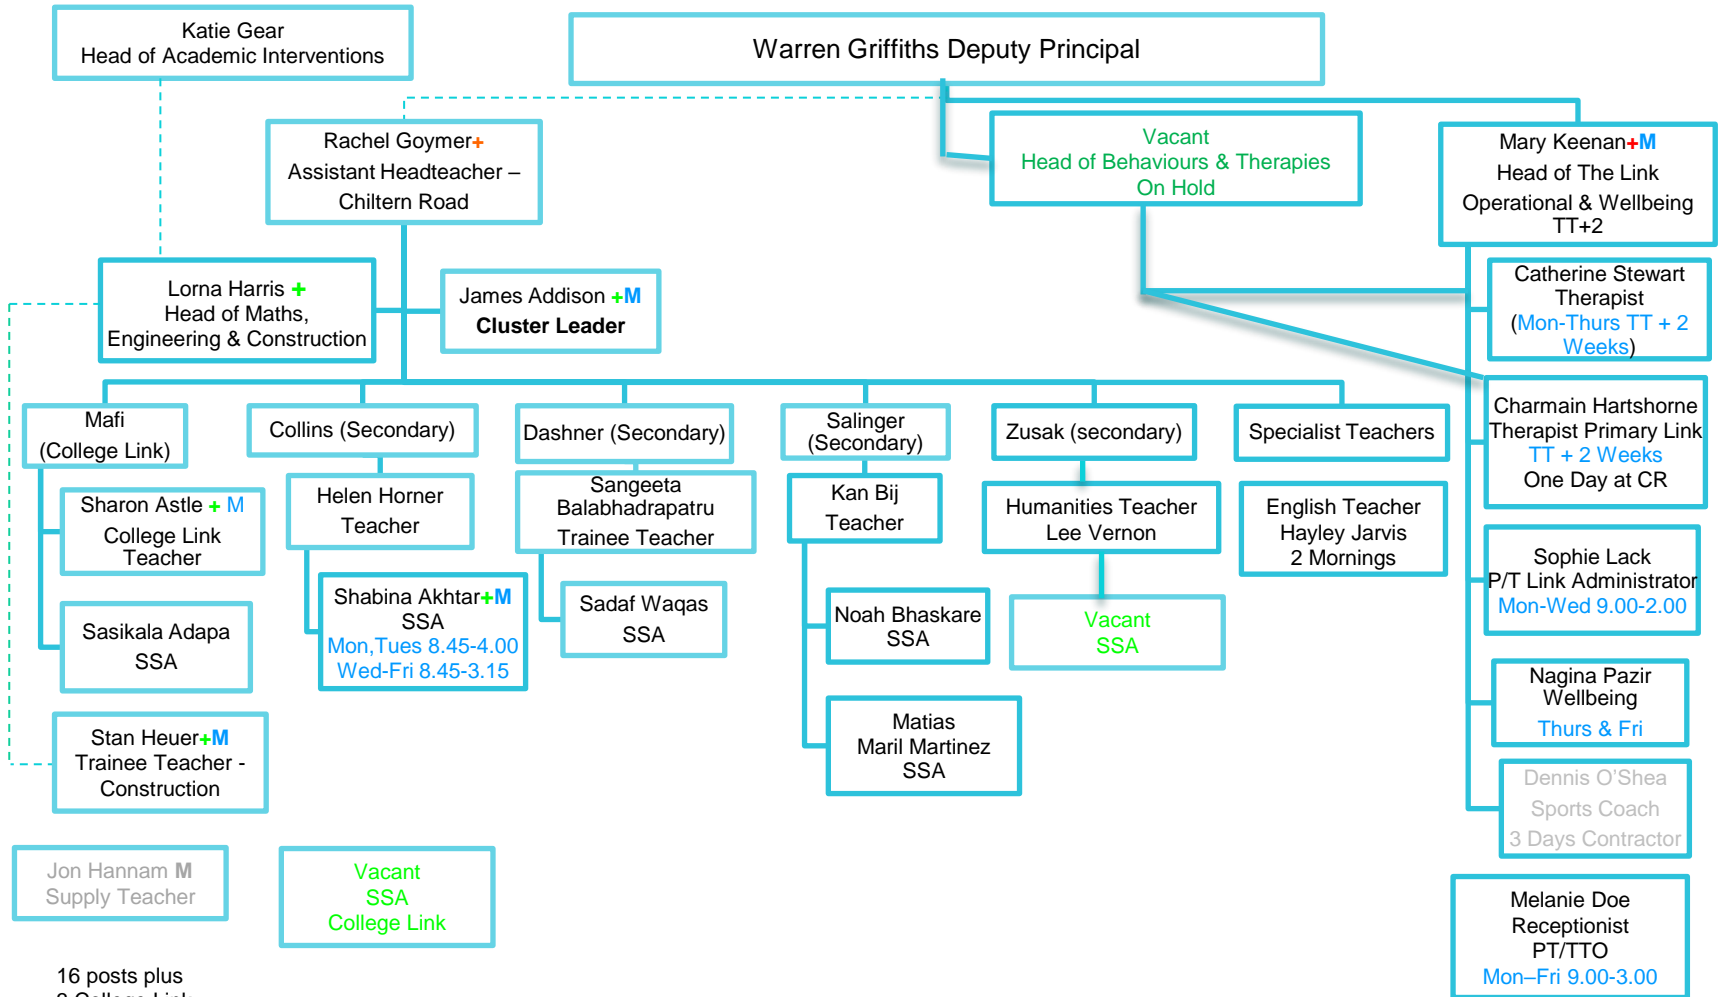 Katie Gear
Head of Academic Interventions
Warren Griffiths Deputy Principal
Rachel Goymer+
Assistant Headteacher –
Chiltern Road
Vacant
Head of Behaviours & Therapies
On Hold
Mary Keenan+M
Head of The Link
Operational & Wellbeing
TT+2
Lorna Harris +
Head of Maths,
Engineering & Construction
James Addison +M
Cluster Leader
Catherine Stewart
Therapist
(Mon-Thurs TT + 2
Weeks)
Mafi
(College Link)
Collins (Secondary)
Dashner (Secondary)
Salinger
(Secondary)
Zusak (secondary)
Specialist Teachers
Charmain Hartshorne
Therapist Primary Link
TT + 2 Weeks
One Day at CR
Sharon Astle + M
College Link
Teacher
Helen Horner
Teacher
Sangeeta
Balabhadrapatru
Trainee Teacher
Kan Bij
Teacher
Humanities Teacher
Lee Vernon
English Teacher
Hayley Jarvis
2 Mornings
Sophie Lack
P/T Link Administrator
Mon-Wed 9.00-2.00
Sasikala Adapa
SSA
Shabina Akhtar+M
SSA
Mon,Tues 8.45-4.00
Wed-Fri 8.45-3.15
Sadaf Waqas
SSA
Noah Bhaskare
SSA
Vacant
SSA
Nagina Pazir
Wellbeing
Thurs & Fri
Stan Heuer+M
Trainee Teacher -
Construction
Matias
Maril Martinez
SSA
Dennis O'Shea
Sports Coach
3 Days Contractor
Jon Hannam M
Supply Teacher
Vacant
SSA
College Link
Melanie Doe
Receptionist
PT/TTO
Mon–Fri 9.00-3.00
16 posts plus
College Link